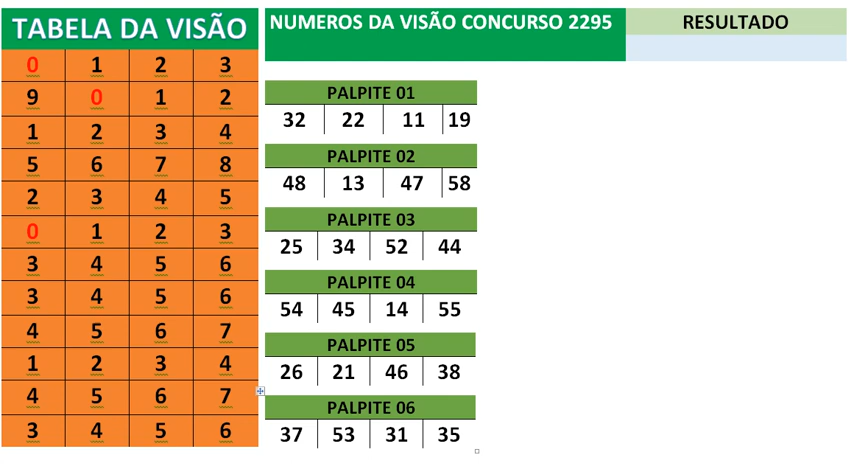 TABELA DA VISÃO
0 1 2 3
9 0 1 2
1 2 3 4
5 6 7 8
2 3 4 5
0 1 2 3
3 4 5 6
3 4 5 6
4 5 6 7
1 2 3 4
4 5 6 7
3 4 5 6
NUMEROS DA VISÃO CONCURSO 2295
RESULTADO
PALPITE 01
32 22 11 19
PALPITE 02
48 13 47 58
PALPITE 03
25 34 52 44
PALPITE 04
54 45 14 55
PALPITE 05
26 21 46 38
PALPITE 06
37 53 31 35